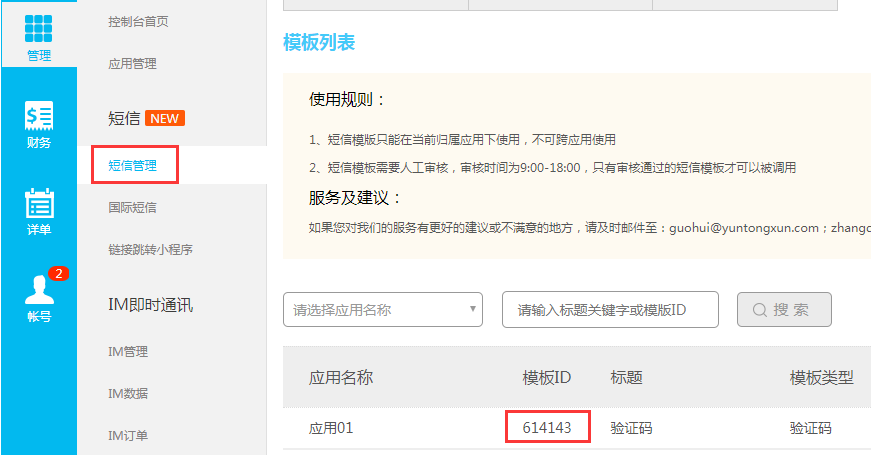 管理
财务
详单
2
帐号
控制台首页
应用管理
短信 NEW
短信管理
国际短信
链接跳转小程序
IM即时通讯
IM管理
IM数据
IM订单
模板列表
使用规则：
1、短信模版只能在当前归属应用下使用，不可跨应用使用
2、短信模板需要人工审核，审核时间为9:00-18:00，只有审核通过的短信模板才可以被调用
服务及建议：
如果您对我们的服务有更好的建议或不满意的地方，请及时邮件至：guohui@yuntongxun.com；zhangc
请选择应用名称 请输入标题关键字或模版ID 搜 索
应用名称 模板ID 标题 模板类型
应用01 614143 验证码 验证码